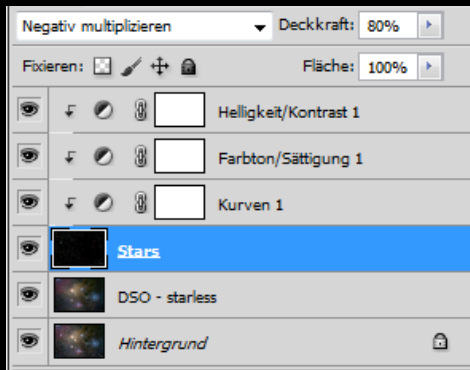 Negativ multiplizieren Deckkraft: 80%
Fixieren: Fläche: 100%
Helligkeit/Kontrast 1
Farbton/Sättigung 1
Kurven 1
Stars
DSO - starless
Hintergrund